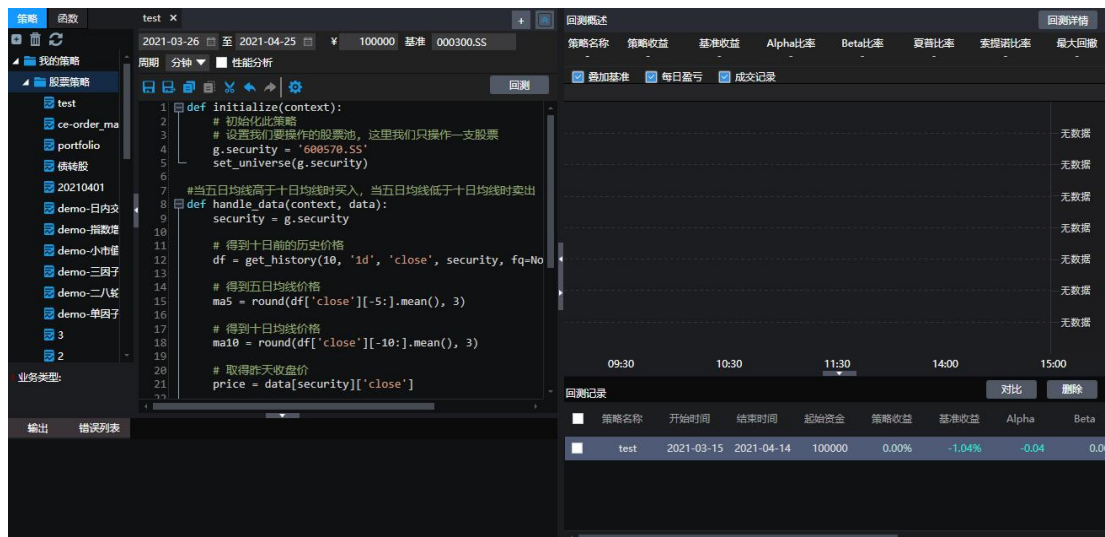 策略 函数
我的策略
股票策略
test
ce-order_ma
portfolio
债转股
20210401
demo-日内交
demo-指数增
demo-小市值
demo-三因子
demo-二八轮
demo-单因子
3
2
业务类型:
test ×
2021-03-26 至 2021-04-25 ¥ 100000 基准 000300.SS
周期 分钟 性能分析
回测
1 def initialize(context):
2 # 初始化此策略
3 # 设置我们要操作的股票池, 这里我们只操作一支股票
4 g.security = '600570.SS'
5 set_universe(g.security)
6
7 #当五日均线高于十日均线时买入, 当五日均线低于十日均线时卖出
8 def handle_data(context, data):
9 security = g.security
10
11 # 得到十日前的历史价格
12 df = get_history(10, '1d', 'close', security, fq=No
13
14 # 得到五日均线价格
15 ma5 = round(df['close'][-5:].mean(), 3)
16
17 # 得到十日均线价格
18 ma10 = round(df['close'][-10:].mean(), 3)
19
20 # 取得昨天收盘价
21 price = data[security]['close']
22
输出 错误列表
回测概述 回测详情
策略名称 策略收益 基准收益 Alpha比率 Beta比率 夏普比率 索提诺比率 最大回撤
- - - - - - - -
叠加基准 每日盈亏 成交记录
无数据
无数据
无数据
无数据
无数据
无数据
无数据
09:30 10:30 11:30 14:00 15:00
回测记录 对比 删除
策略名称 开始时间 结束时间 起始资金 策略收益 基准收益 Alpha Beta
test 2021-03-15 2021-04-14 100000 0.00% -1.04% -0.04 0.0